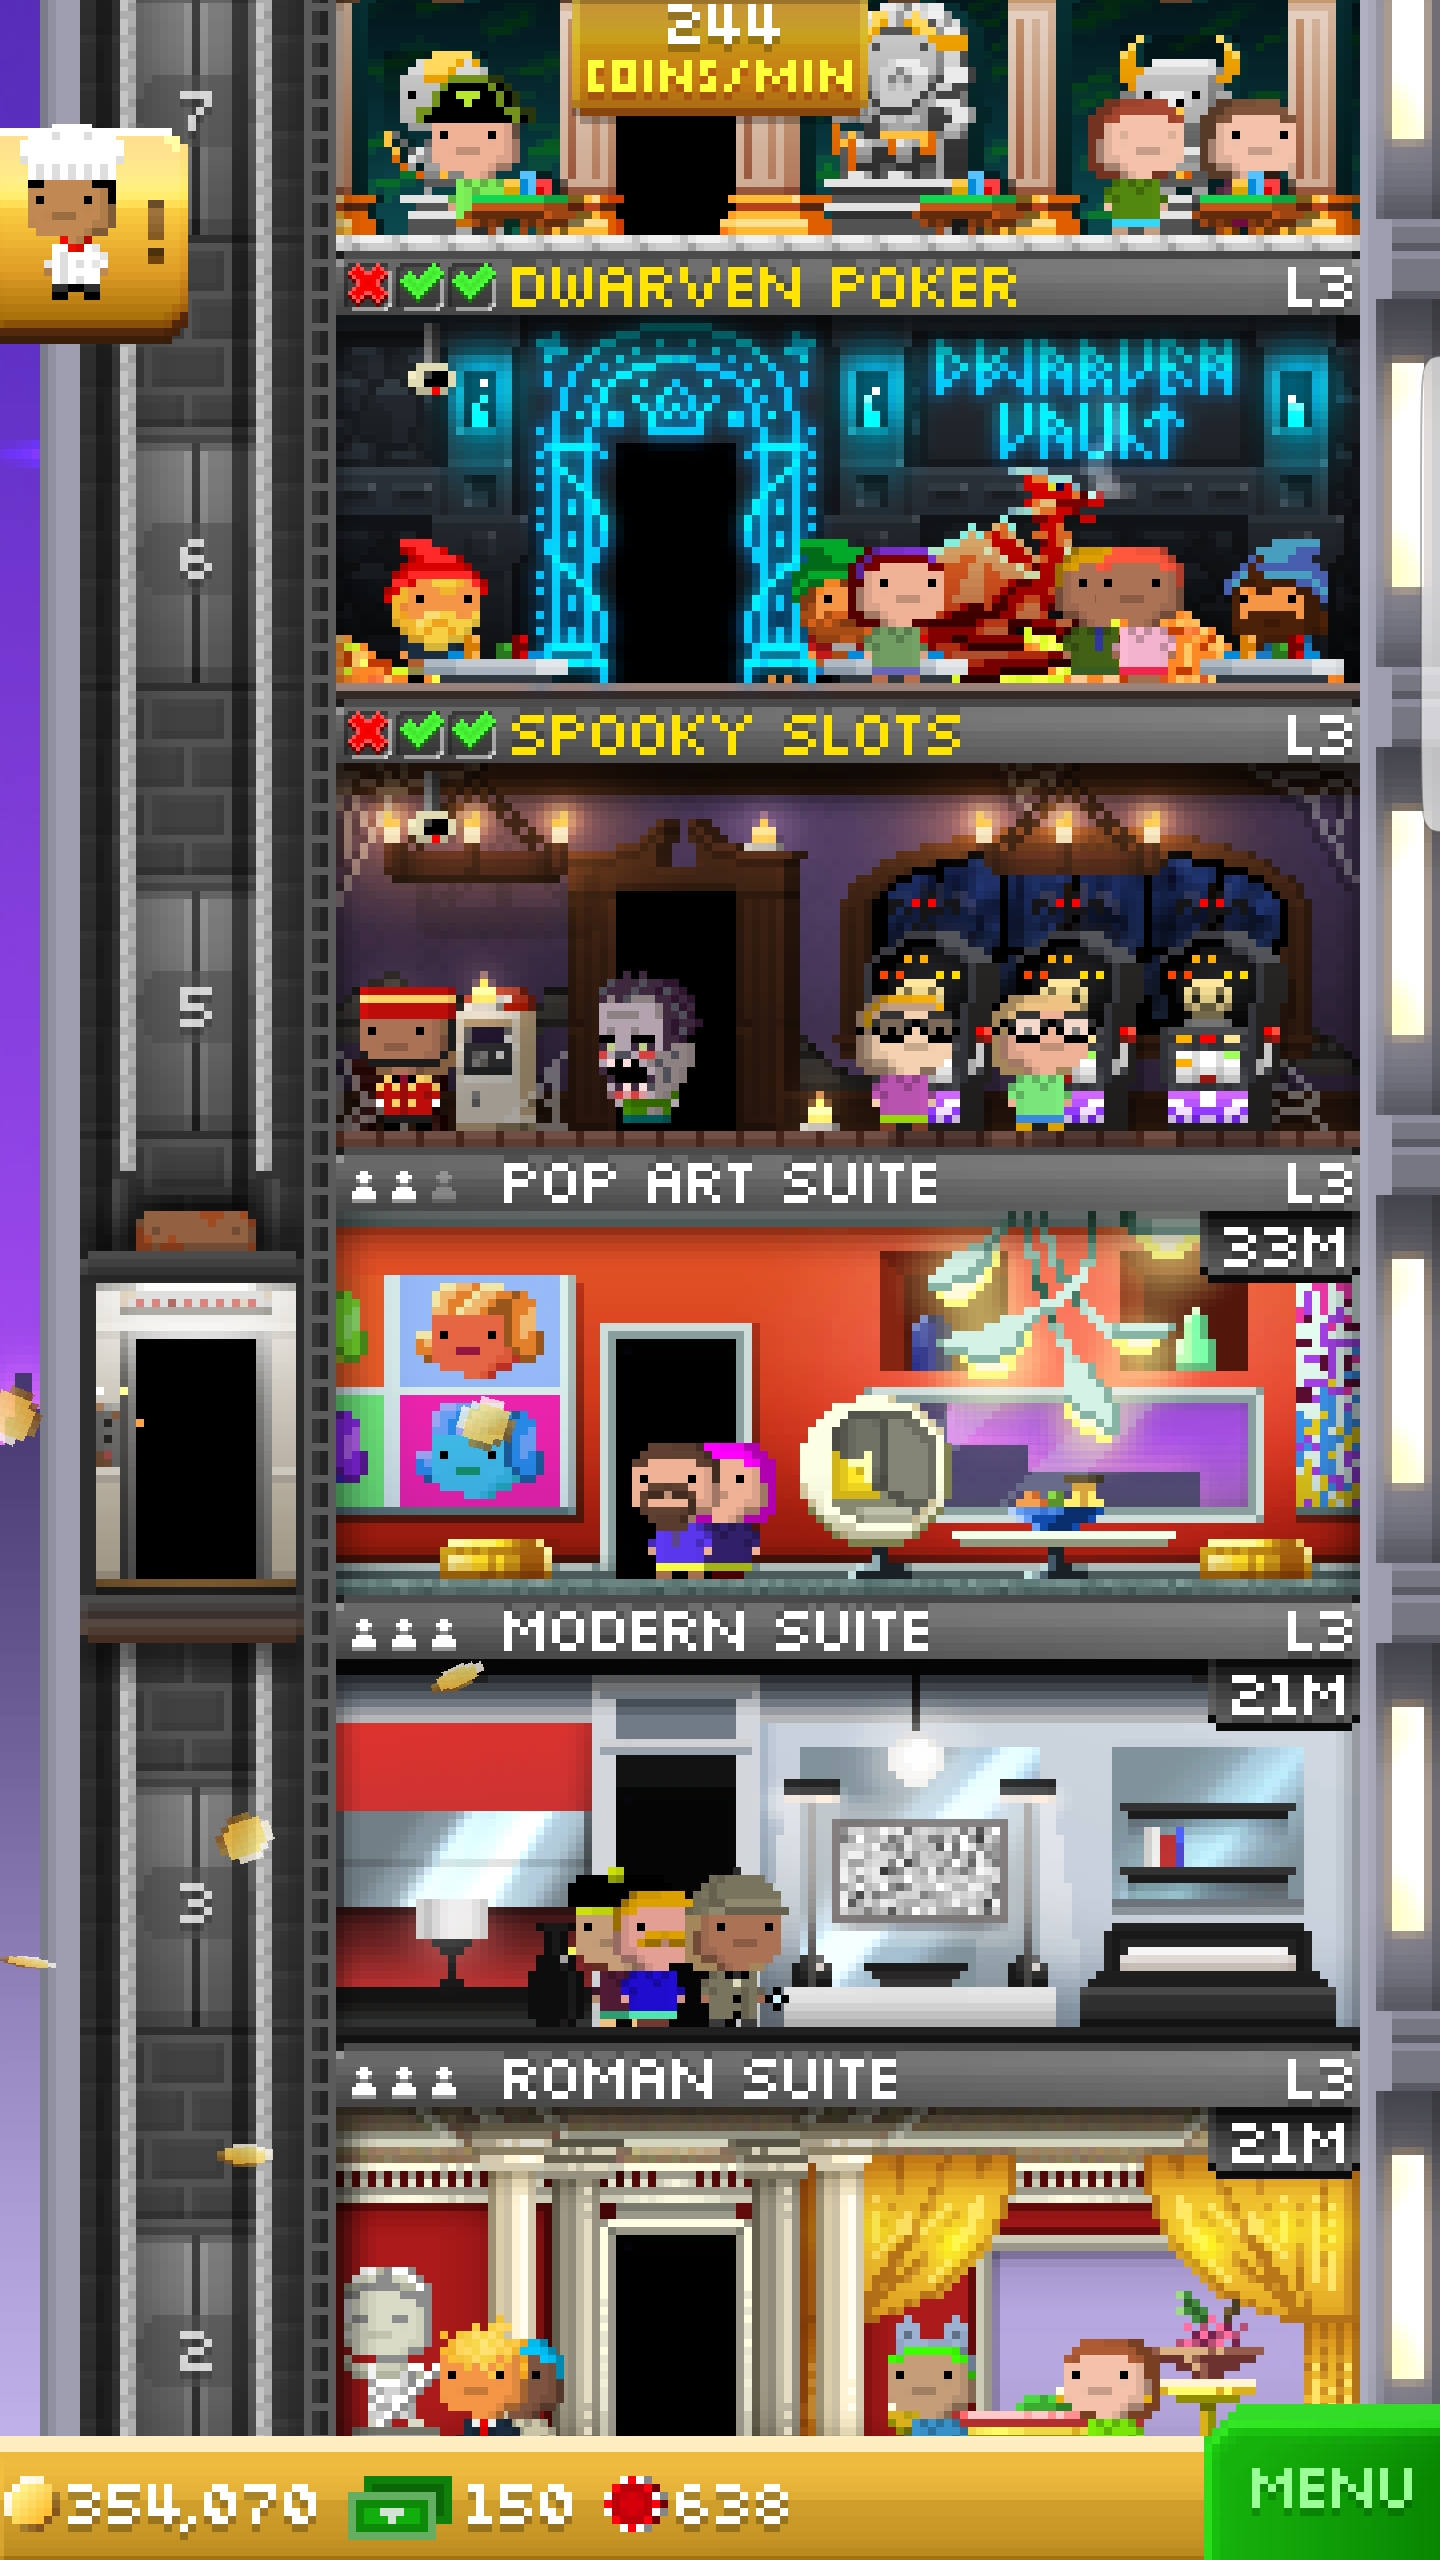 244
COINS/MIN
7
DWARVEN POKER L3
DWARVEN
VAULT
6
SPOOKY SLOTS L3
5
POP ART SUITE L3
33M
MODERN SUITE L3
21M
3
ROMAN SUITE L3
21M
2
354,070 150 638
MENU